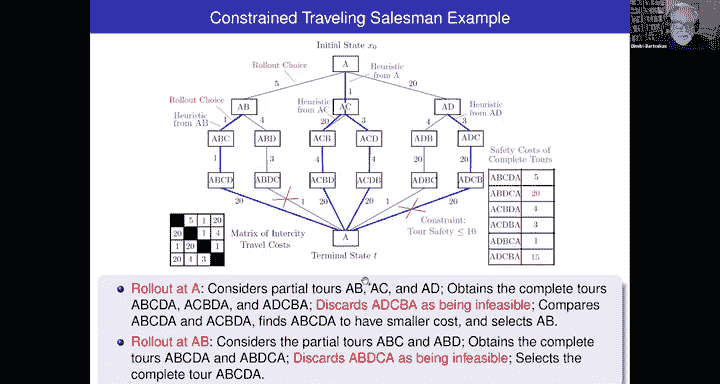 Constrained Traveling Salesman Example
Dimitri Bertsekas
Initial State x0
A
Rollout Choice
Heuristic
from A
5
1
20
Rollout Choice
Heuristic
from AB
AB
Heuristic
from AC
AC
AD
Heuristic
from AD
1
4
20
3
4
3
ABC
ABD
ACB
ACD
ADB
ADC
Safety Costs of
Complete Tours
1
3
4
4
20
20
ABCD
ABDC
ACBD
ACDB
ADBC
ADCB
ABCDA 5
ABDCA 20
ACBDA 4
ACDBA 3
ADBCA 1
ADCBA 15
20
1
20
20
1
20
5 1 20
20 1 4
1 20 1
20 4 3
Matrix of Intercity
Travel Costs
A
Terminal State t
Constraint:
Tour Safety ≤ 10
Rollout at A: Considers partial tours AB, AC, and AD; Obtains the complete tours
ABCDA, ACBDA, and ADCBA; Discards ADCBA as being infeasible; Compares
ABCDA and ACBDA, finds ABCDA to have smaller cost, and selects AB.
Rollout at AB: Considers the partial tours ABC and ABD; Obtains the complete
tours ABCDA and ABDCA; Discards ABDCA as being infeasible; Selects the
complete tour ABCDA.